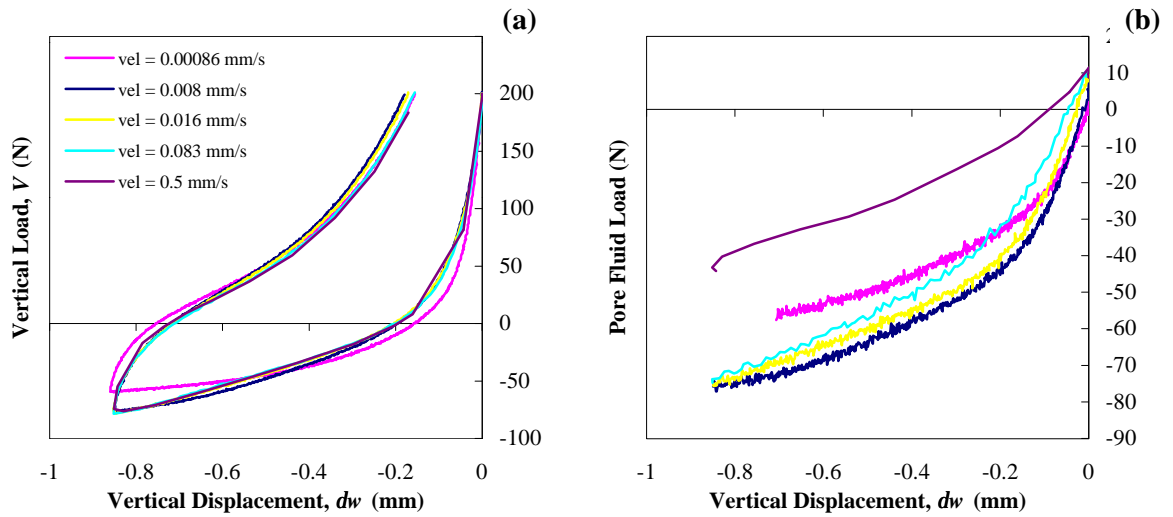 (a)
vel = 0.00086 mm/s
vel = 0.008 mm/s
vel = 0.016 mm/s
vel = 0.083 mm/s
vel = 0.5 mm/s
Vertical Load, V (N)
200
150
100
50
0
-50
-100
-1 -0.8 -0.6 -0.4 -0.2 0
Vertical Displacement, dw (mm)
(b)
Pore Fluid Load (N)
2
10
0
-10
-20
-30
-40
-50
-60
-70
-80
-90
-1 -0.8 -0.6 -0.4 -0.2 0
Vertical Displacement, dw (mm)